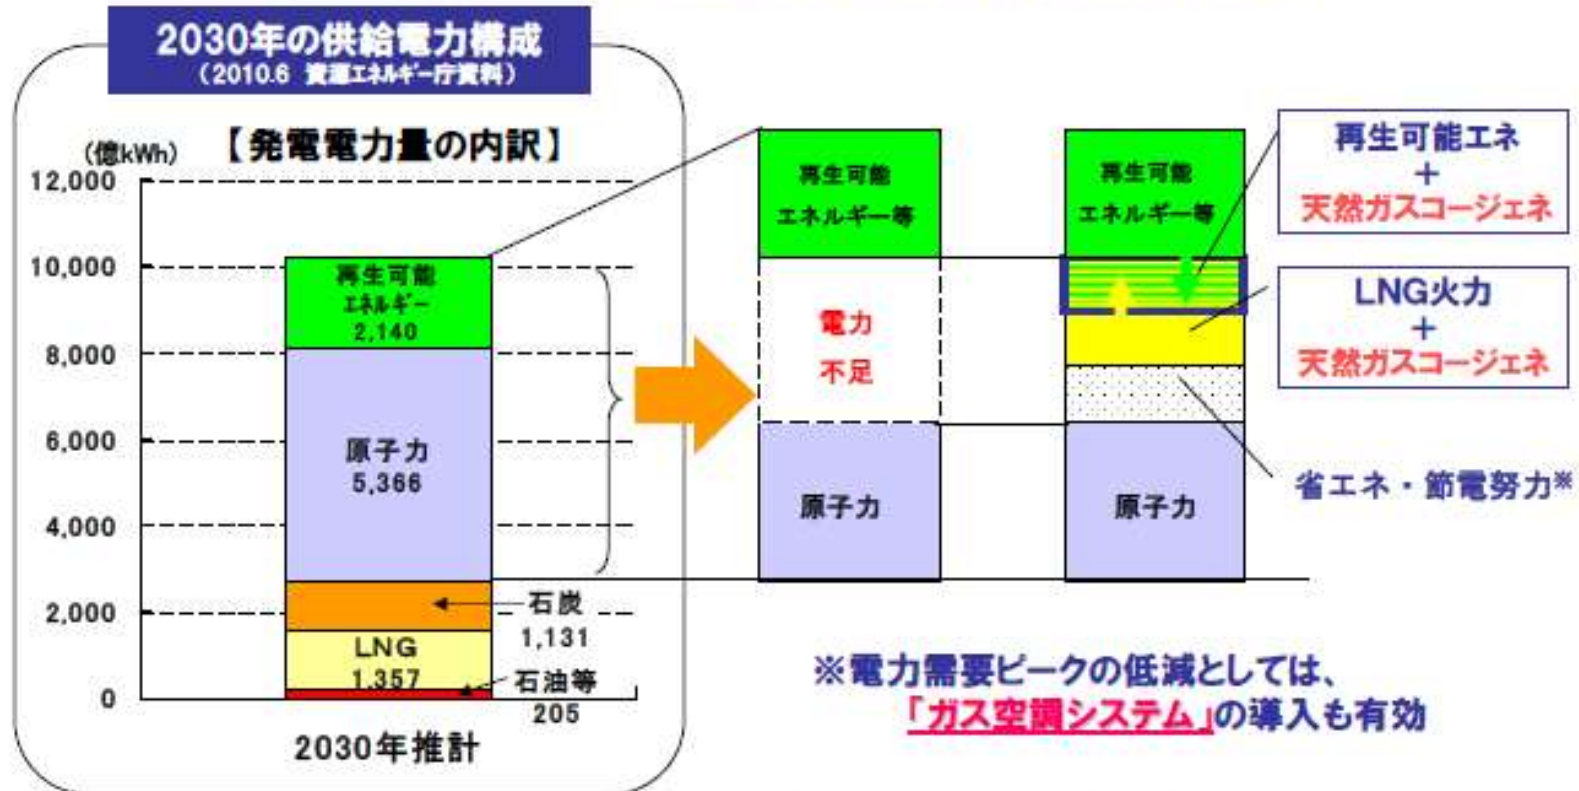 2030年の供給電力構成
(2010.6 資源エネルギー庁資料)
(億kWh)
【発電電力量の内訳】
12,000
10,000
8,000
6,000
4,000
2,000
0
再生可能
エネルギー
2,140
原子力
5,366
石炭
1,131
LNG
1,357
石油等
205
2030年推計
再生可能
エネルギー等
電力
不足
原子力
再生可能
エネルギー等
原子力
再生可能エネ
+
天然ガスコージェネ
LNG火力
+
天然ガスコージェネ
省エネ・節電努力※
※電力需要ピークの低減としては、
「ガス空調システム」の導入も有効